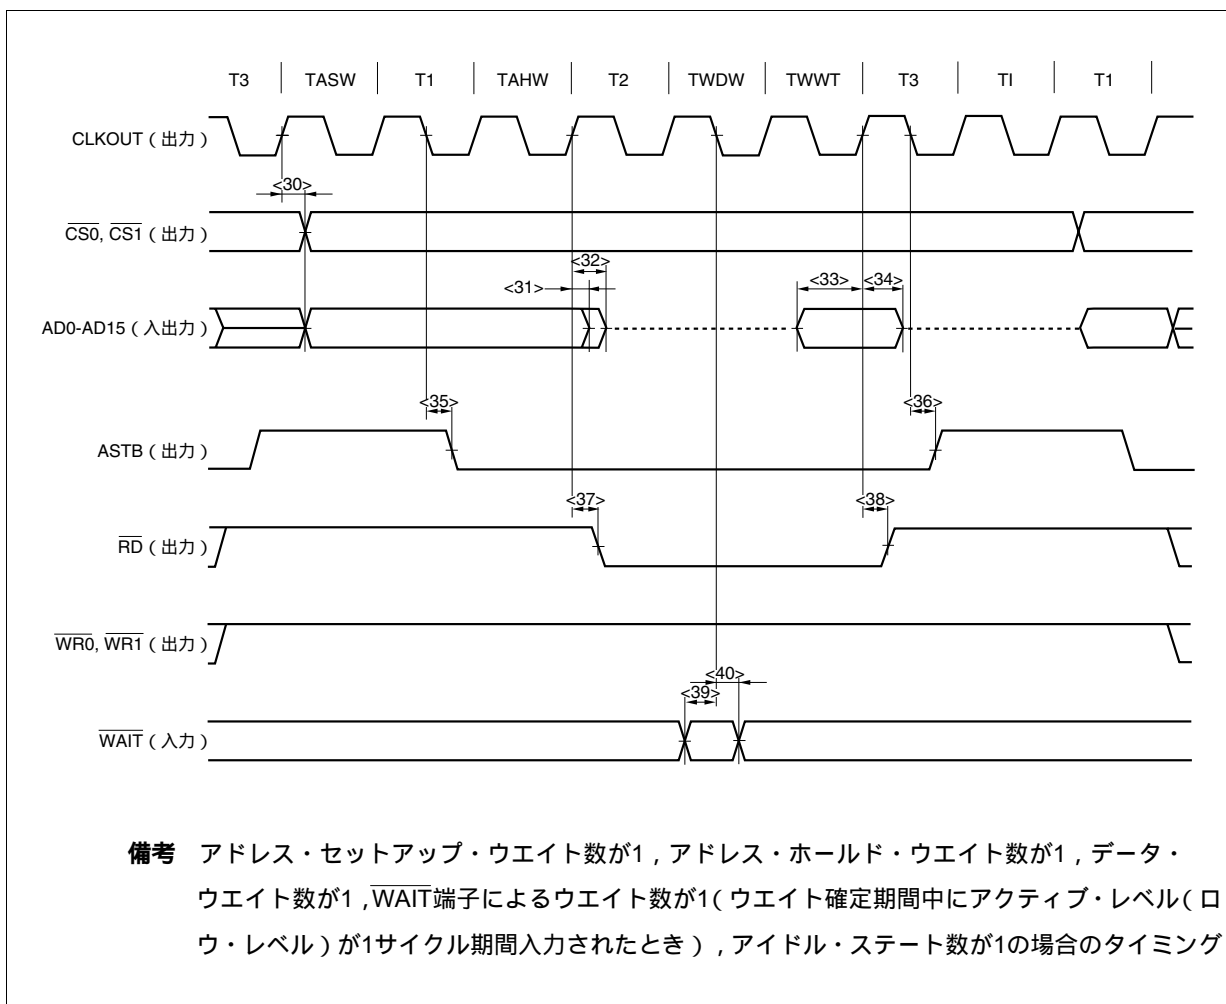 T3 TASW T1 TAHW T2 TWDW TWWT T3 TI T1
CLKOUT（出力）
<30>
CS0, CS1（出力）
<32>
<31>
<33> <34>
AD0-AD15（入出力）
<35> <36>
ASTB（出力）
<37> <38>
RD（出力）
WR0, WR1（出力）
<40>
<39>
WAIT（入力）
備考 アドレス・セットアップ・ウエイト数が1，アドレス・ホールド・ウエイト数が1，データ・
ウエイト数が1，WAIT端子によるウエイト数が1（ウエイト確定期間中にアクティブ・レベル（ロ
ウ・レベル）が1サイクル期間入力されたとき），アイドル・ステート数が1の場合のタイミング